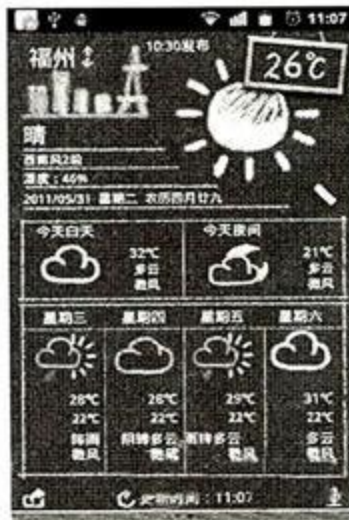 11:07
福州
10:30发布
26℃
晴
西南风2级
湿度：46%
2011/05/31 星期二 农历四月廿九
今天白天 今天夜间
32℃ 21℃
多云 多云
微风 微风
星期三 星期四 星期五 星期六
28℃ 28℃ 29℃ 31℃
22℃ 22℃ 22℃ 22℃
阵雨 阴转多云 雨转多云 多云
微风 微风 微风 微风
更新时间：11:07